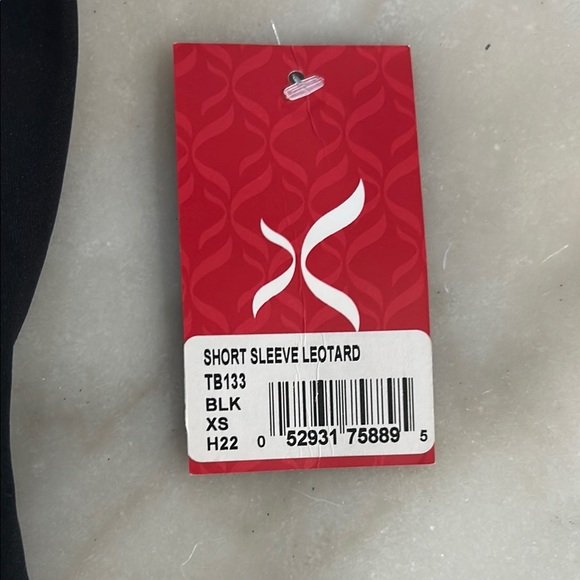 SHORT SLEEVE LEOTARD
TB133
BLK
XS
H22
0 52931 75889 5